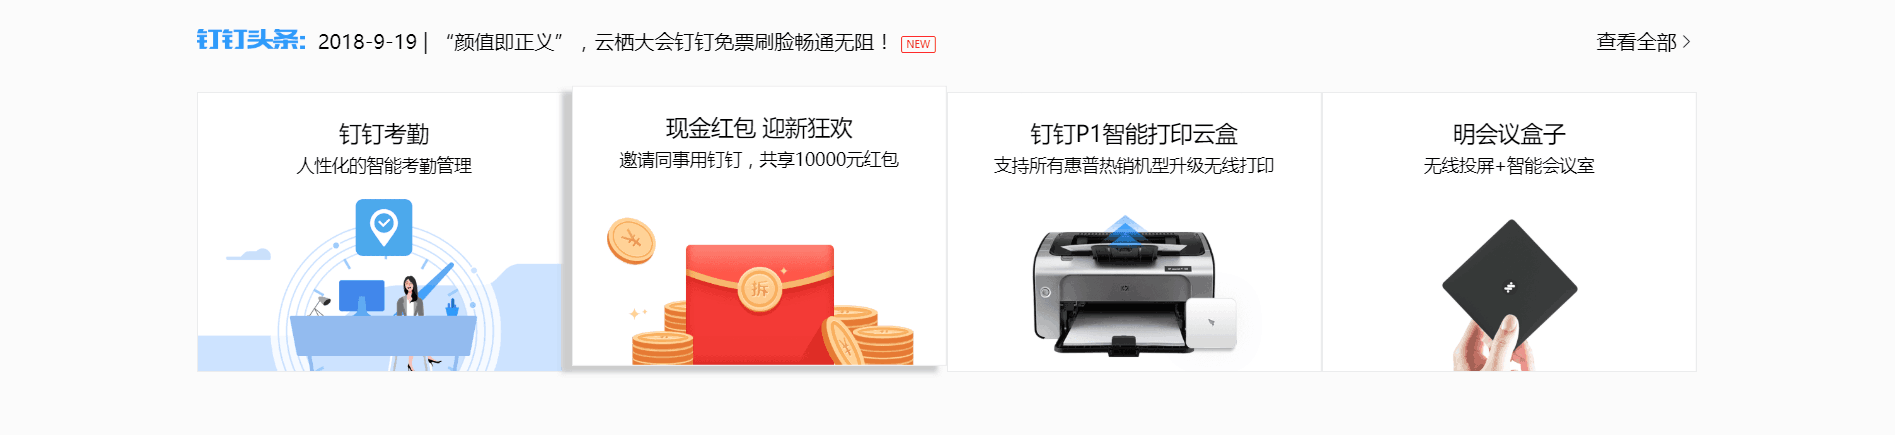 钉钉头条: 2018-9-19 | “颜值即正义”，云栖大会钉钉免票刷脸畅通无阻！ NEW
查看全部 >
钉钉考勤
人性化的智能考勤管理
现金红包 迎新狂欢
邀请同事用钉钉，共享10000元红包
拆
钉钉P1智能打印云盒
支持所有惠普热销机型升级无线打印
明会议盒子
无线投屏+智能会议室